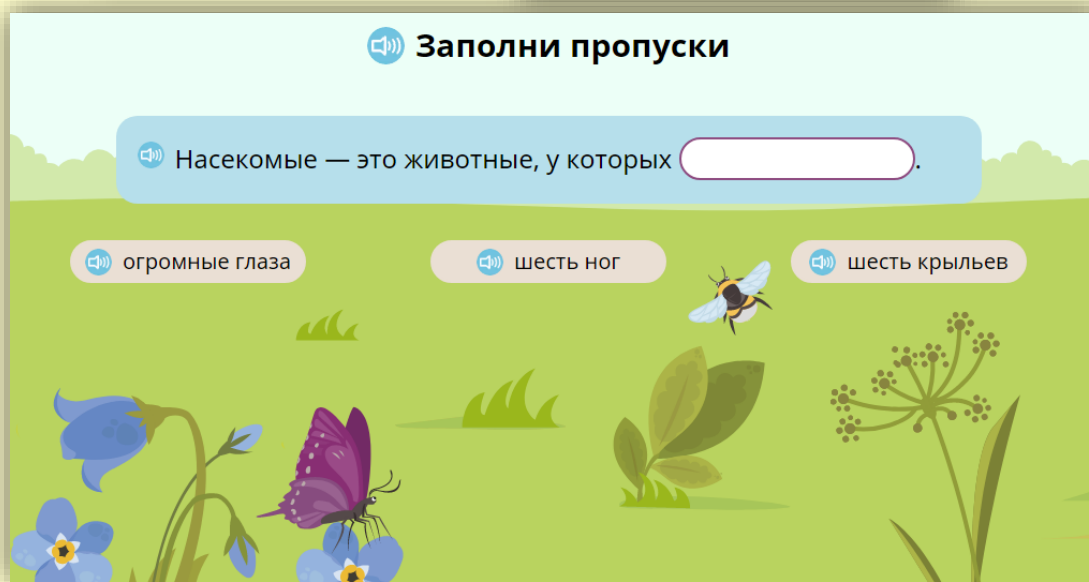 Заполни пропуски
Насекомые — это животные, у которых .
огромные глаза
шесть ног
шесть крыльев